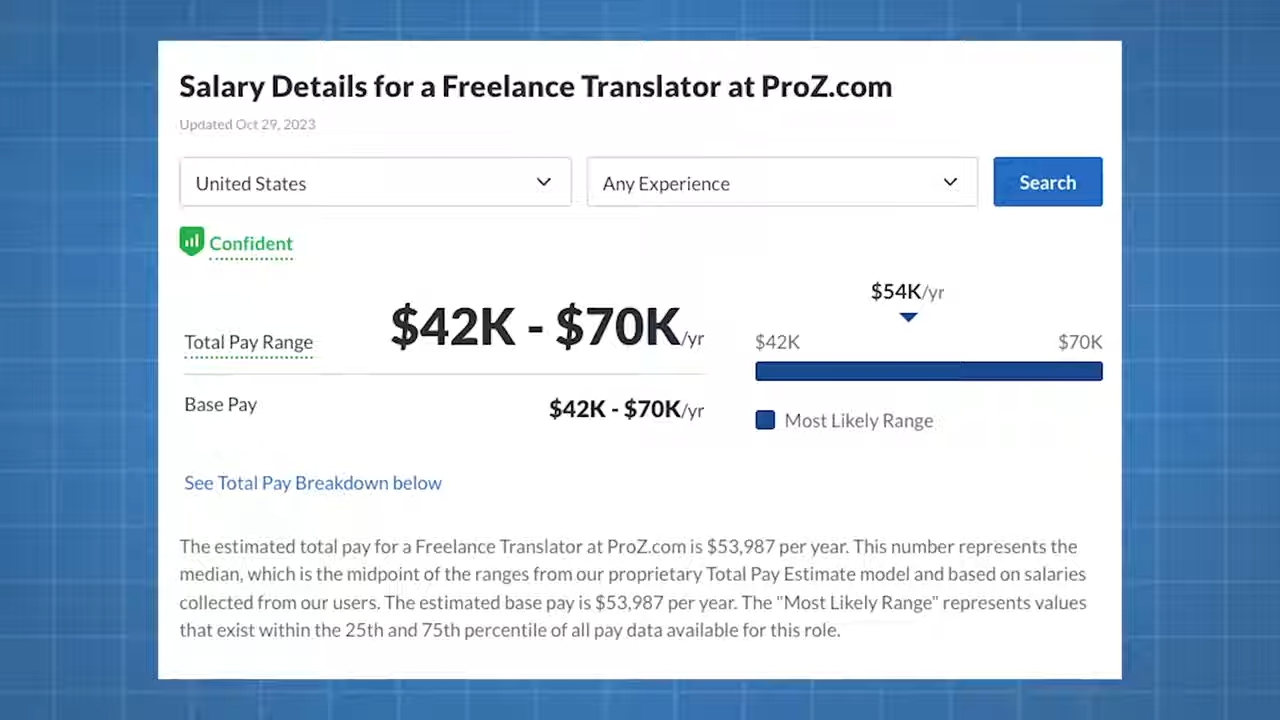 Salary Details for a Freelance Translator at ProZ.com
Updated Oct 29, 2023
United States
Any Experience
Search
Confident
Total Pay Range
$42K - $70K/yr
Base Pay
$42K - $70K/yr
$54K/yr
$42K
$70K
Most Likely Range
See Total Pay Breakdown below
The estimated total pay for a Freelance Translator at ProZ.com is $53,987 per year. This number represents the
median, which is the midpoint of the ranges from our proprietary Total Pay Estimate model and based on salaries
collected from our users. The estimated base pay is $53,987 per year. The "Most Likely Range" represents values
that exist within the 25th and 75th percentile of all pay data available for this role.